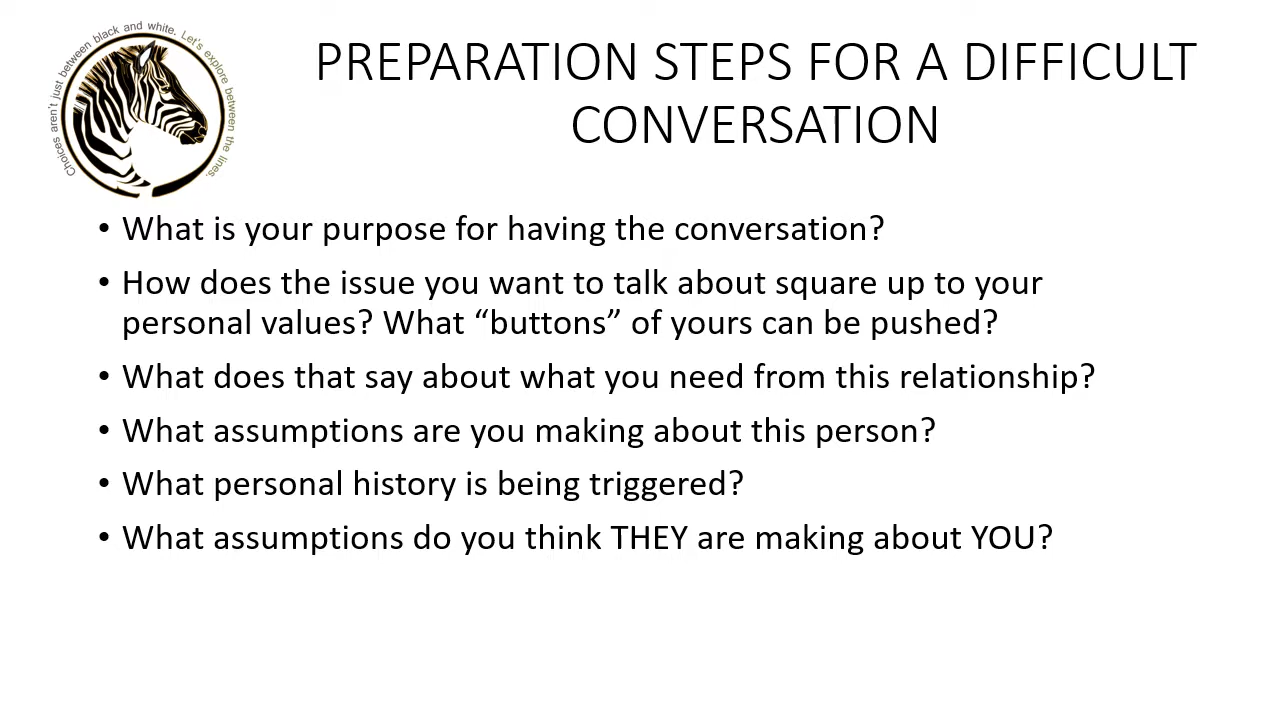 Choices aren't just between black and white. Let's explore between the lines.
PREPARATION STEPS FOR A DIFFICULT
CONVERSATION
• What is your purpose for having the conversation?
• How does the issue you want to talk about square up to your
personal values? What “buttons” of yours can be pushed?
• What does that say about what you need from this relationship?
• What assumptions are you making about this person?
• What personal history is being triggered?
• What assumptions do you think THEY are making about YOU?